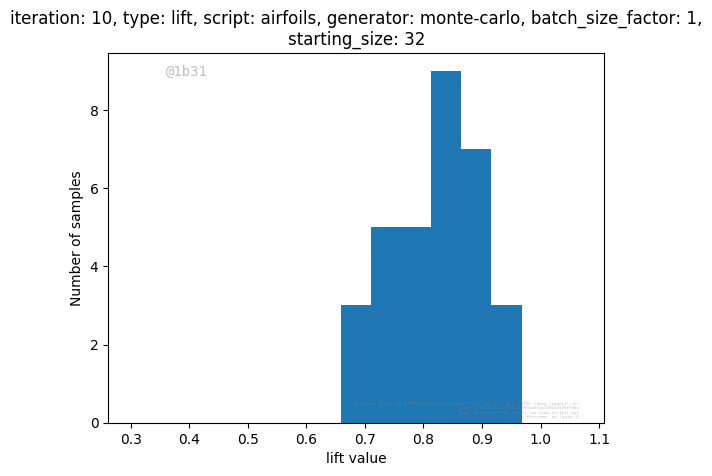 iteration: 10, type: lift, script: airfoils, generator: monte-carlo, batch_size_factor: 1,
starting_size: 32
@1b31
Number of samples
8
6
4
2
0
0.3 0.4 0.5 0.6 0.7 0.8 0.9 1.0 1.1
lift value